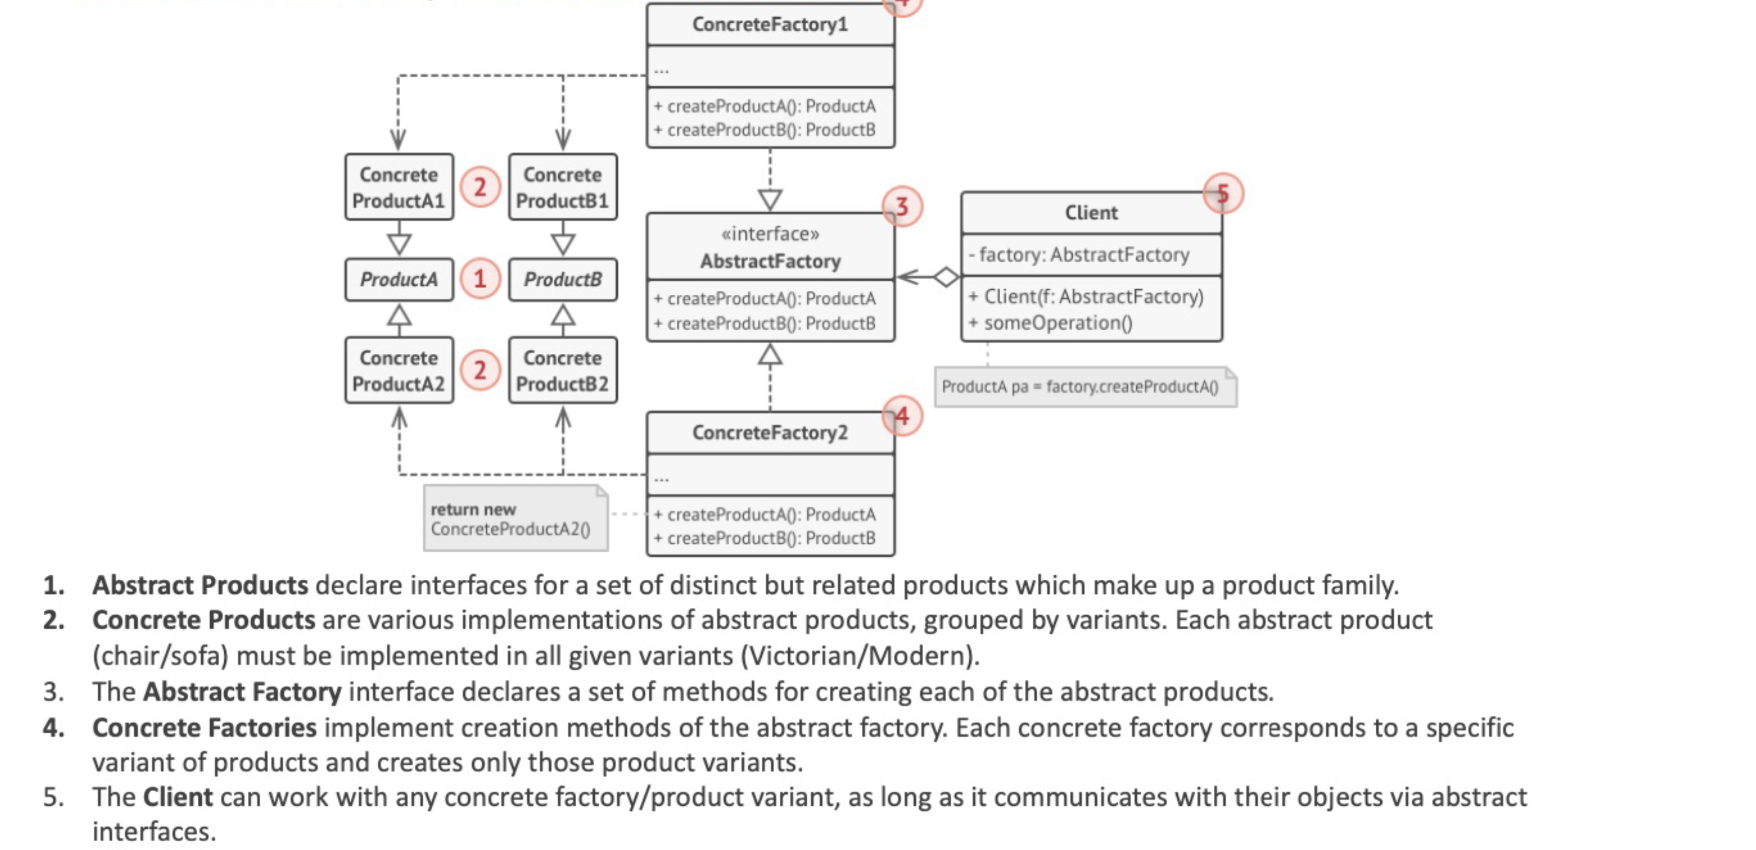 ConcreteFactory1
...
+ createProductA(): ProductA
+ createProductB(): ProductB
Concrete
ProductA1
2
Concrete
ProductB1
ProductA
1
ProductB
Concrete
ProductA2
2
Concrete
ProductB2
3
«interface»
AbstractFactory
+ createProductA(): ProductA
+ createProductB(): ProductB
5
Client
- factory: AbstractFactory
+ Client(f: AbstractFactory)
+ someOperation()
ProductA pa = factory.createProductA()
4
ConcreteFactory2
...
+ createProductA(): ProductA
+ createProductB(): ProductB
return new
ConcreteProductA2()
1. Abstract Products declare interfaces for a set of distinct but related products which make up a product family.
2. Concrete Products are various implementations of abstract products, grouped by variants. Each abstract product
(chair/sofa) must be implemented in all given variants (Victorian/Modern).
3. The Abstract Factory interface declares a set of methods for creating each of the abstract products.
4. Concrete Factories implement creation methods of the abstract factory. Each concrete factory corresponds to a specific
variant of products and creates only those product variants.
5. The Client can work with any concrete factory/product variant, as long as it communicates with their objects via abstract
interfaces.